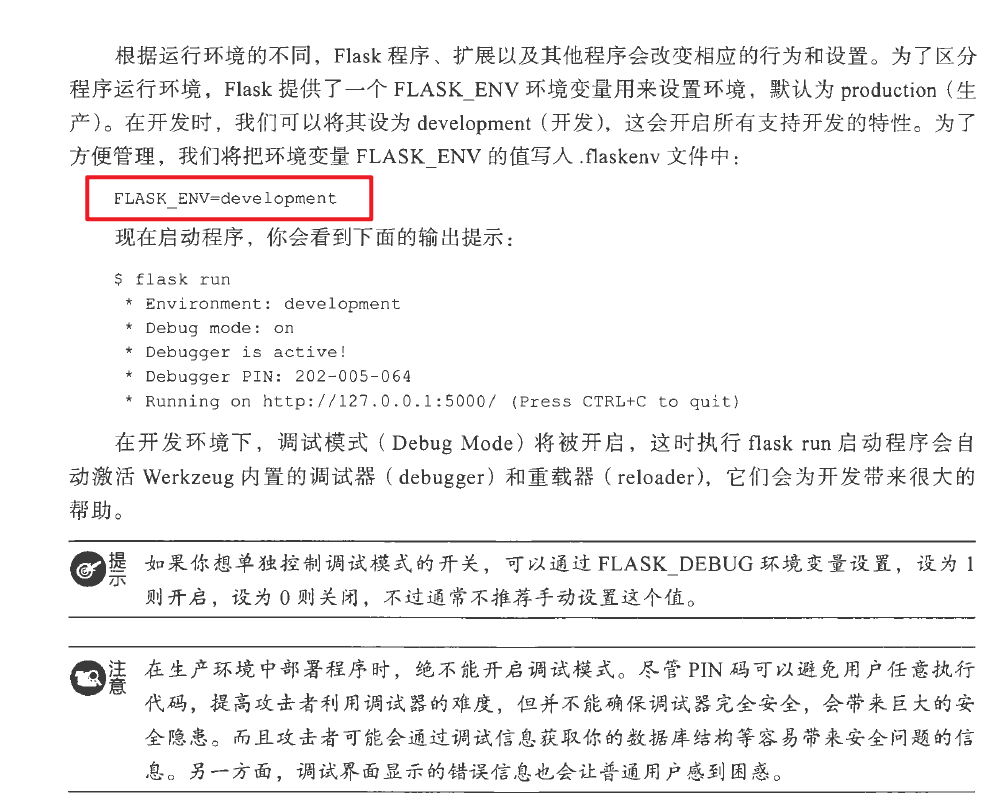 根据运行环境的不同，Flask 程序、扩展以及其他程序会改变相应的行为和设置。为了区分
程序运行环境，Flask 提供了一个 FLASK_ENV 环境变量用来设置环境，默认为 production（生
产）。在开发时，我们可以将其设为 development（开发），这会开启所有支持开发的特性。为了
方便管理，我们将把环境变量 FLASK_ENV 的值写入 .flaskenv 文件中：
FLASK_ENV=development
现在启动程序，你会看到下面的输出提示：
$ flask run
* Environment: development
* Debug mode: on
* Debugger is active!
* Debugger PIN: 202-005-064
* Running on http://127.0.0.1:5000/ (Press CTRL+C to quit)
在开发环境下，调试模式（Debug Mode）将被开启，这时执行 flask run 启动程序会自
动激活 Werkzeug 内置的调试器（debugger）和重载器（reloader），它们会为开发带来很大的
帮助。
提示 如果你想单独控制调试模式的开关，可以通过 FLASK_DEBUG 环境变量设置，设为 1
则开启，设为 0 则关闭，不过通常不推荐手动设置这个值。
注意 在生产环境中部署程序时，绝不能开启调试模式。尽管 PIN 码可以避免用户任意执行
代码，提高攻击者利用调试器的难度，但并不能确保调试器完全安全，会带来巨大的安
全隐患。而且攻击者可能会通过调试信息获取你的数据库结构等容易带来安全问题的信
息。另一方面，调试界面显示的错误信息也会让普通用户感到困惑。